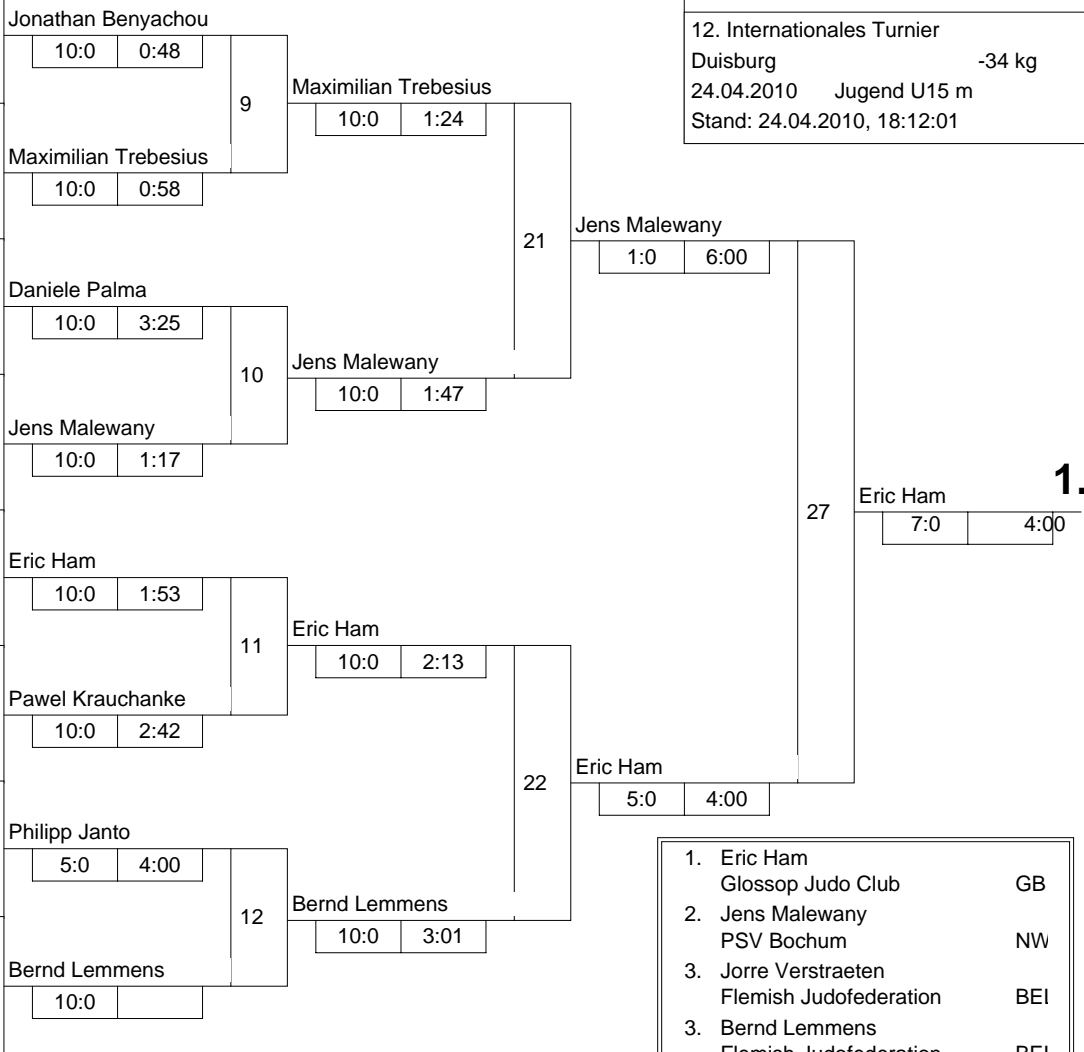 Jonathan Benyachou
10:0 0:48
9
Maximilian Trebesius
10:0 0:58
Maximilian Trebesius
10:0 1:24
Daniele Palma
10:0 3:25
10
Jens Malewany
10:0 1:17
Jens Malewany
10:0 1:47
21
Jens Malewany
1:0 6:00
Eric Ham
10:0 1:53
11
Pawel Krauchanke
10:0 2:42
Eric Ham
10:0 2:13
Philipp Janto
5:0 4:00
12
Bernd Lemmens
10:0
Bernd Lemmens
10:0 3:01
22
Eric Ham
5:0 4:00
27
Eric Ham
7:0 4:00
1.
12. Internationales Turnier
Duisburg -34 kg
24.04.2010 Jugend U15 m
Stand: 24.04.2010, 18:12:01
1. Eric Ham
Glossop Judo Club GB
2. Jens Malewany
PSV Bochum NW
3. Jorre Verstraeten
Flemish Judofederation BEL
3. Bernd Lemmens
Flemish Judofederation BEL